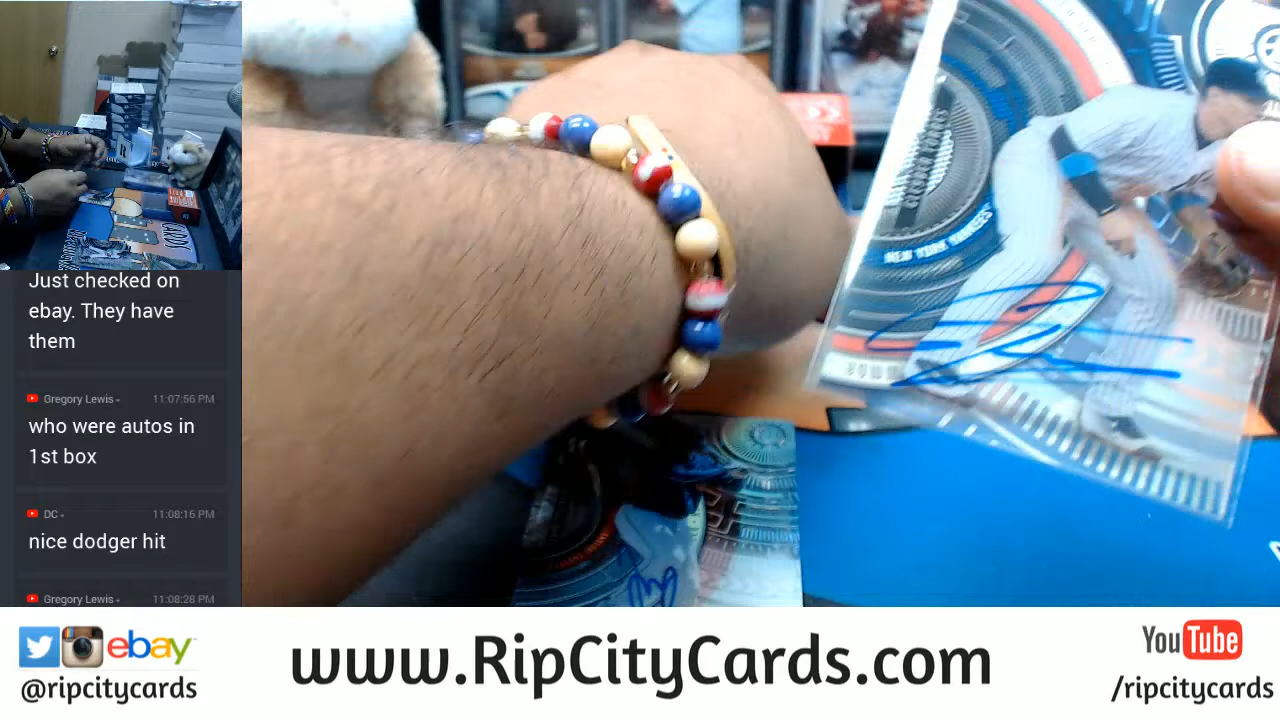 Just checked on
ebay. They have
them
Gregory Lewis
11:07:56 PM
who were autos in
1st box
DC
11:08:16 PM
nice dodger hit
Gregory Lewis
11:08:28 PM
NEW YORK YANKEES
ebay
@ripcitycards
www.RipCityCards.com
YouTube
/ripcitycards